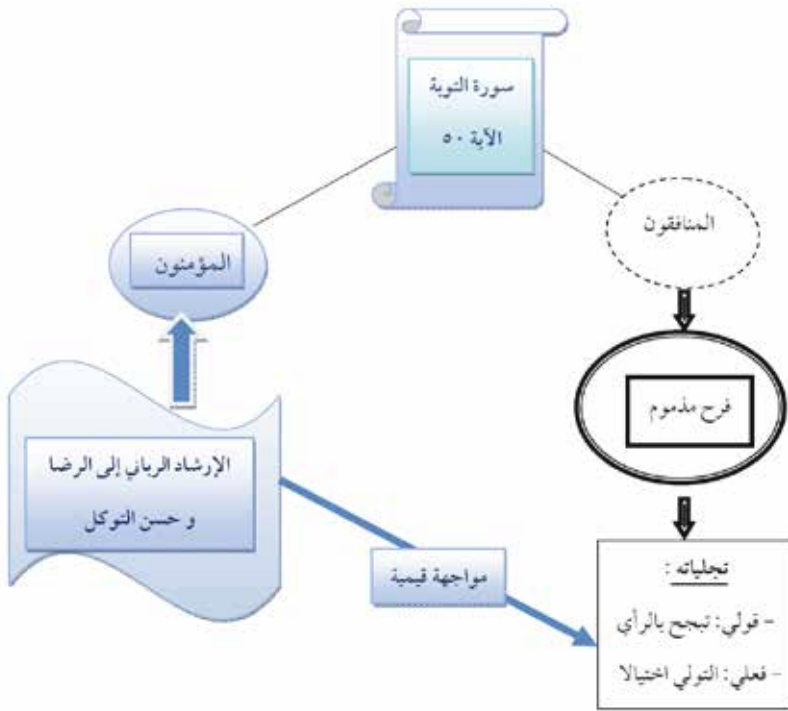 سورة التوبة
الآية ٥٠
المنافقون
المؤمنون
فرح مذموم
الإرشاد الرباني إلى الرضا
و حسن التوكل
مواجهة قيمية
تجلياته :
- قولي: تبجح بالرأي
- فعلي: التولي اختيالا